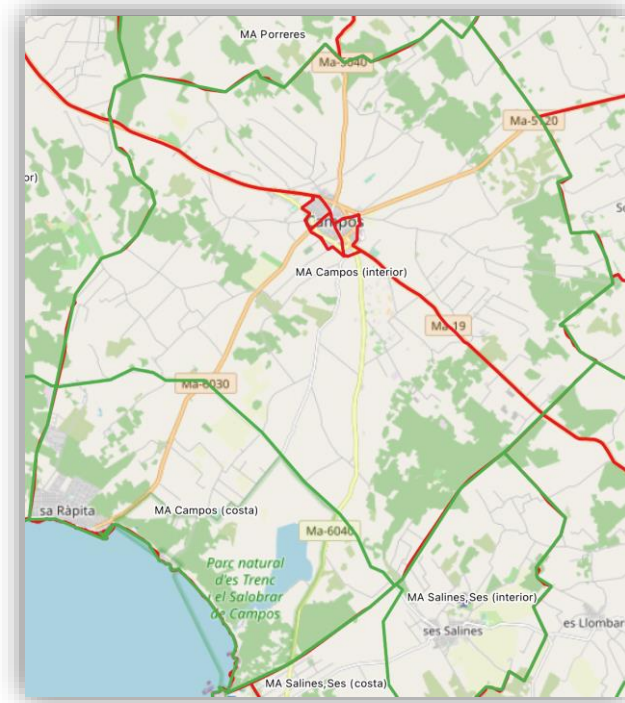 MA Porreres
Ma-5040
Ma-5120
or)
Campos
MA Campos (interior)
Ma-19
Ma-6030
sa Ràpita
MA Campos (costa)
Ma-6040
Parc natural
d'es Trenc
i el Salobrar
de Campos
MA Salines,Ses (interior)
ses Salines
es Llombar
MA Salines,Ses (costa)